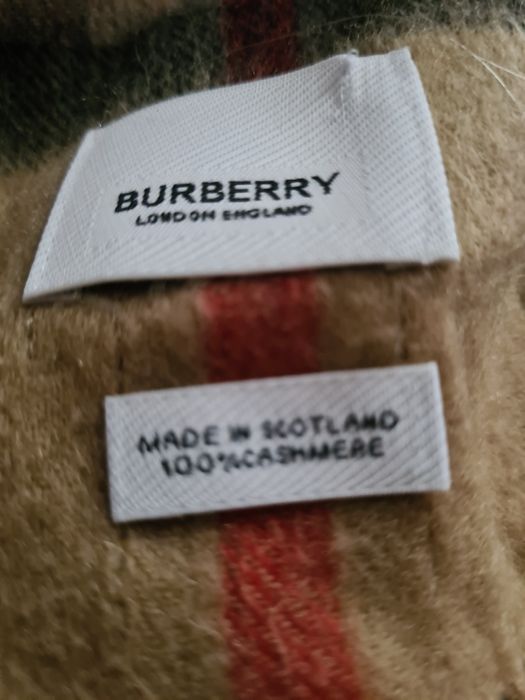 BURBERRY
LONDON ENGLAND
MADE IN SCOTLAND
100%CASHMERE